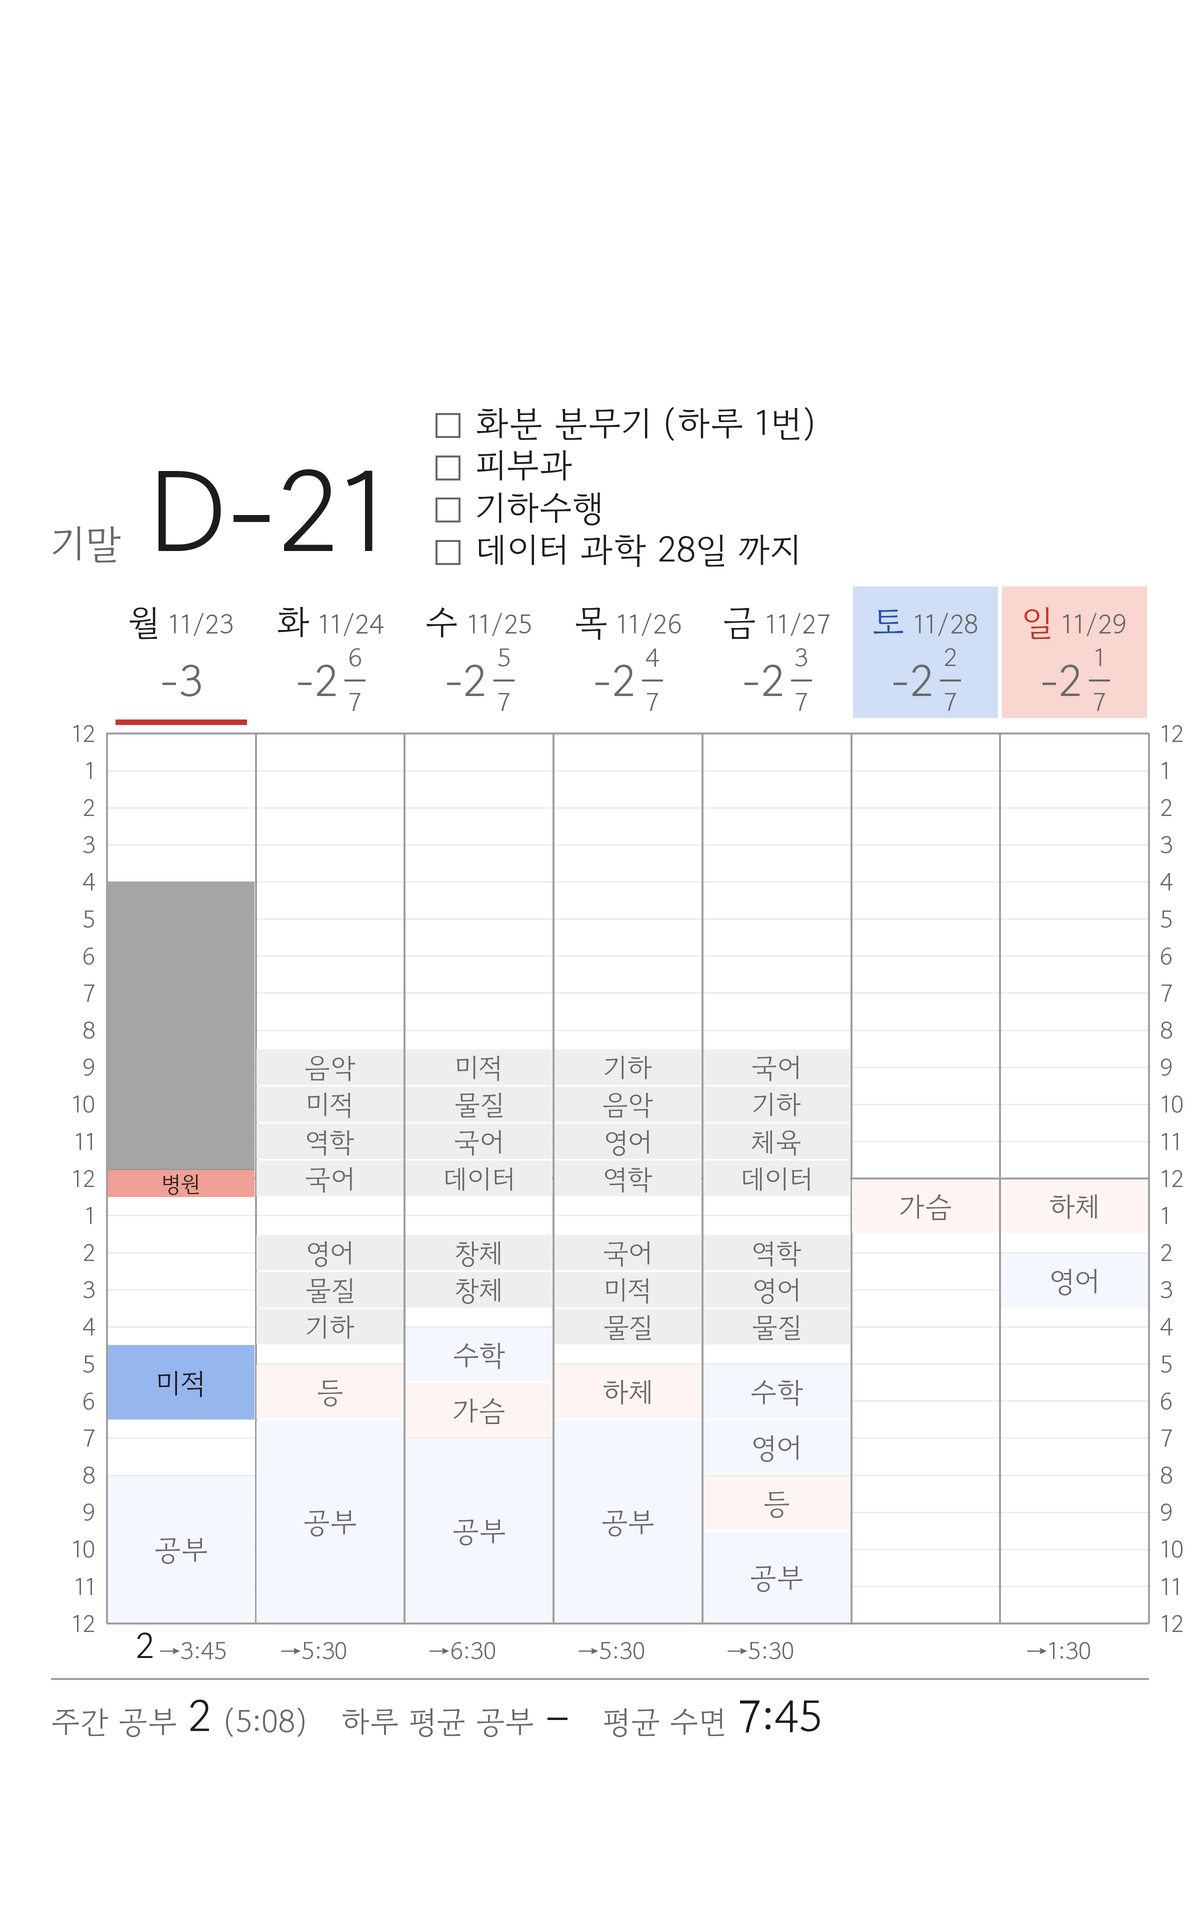 화분 분무기 (하루 1번)
피부과
기하수행
데이터 과학 28일 까지
기말 D-21
월 11/23 화 11/24 수 11/25 목 11/26 금 11/27 토 11/28 일 11/29
-3 -2 6/7 -2 5/7 -2 4/7 -2 3/7 -2 2/7 -2 1/7
12 12
1 1
2 2
3 3
4 4
5 5
6 6
7 7
8 8
9 음악 미적 기하 국어 9
10 미적 물질 음악 기하 10
11 역학 국어 영어 체육 11
12 병원 국어 데이터 역학 데이터 12
1 가슴 하체 1
2 영어 창체 국어 역학 2
3 물질 창체 미적 영어 영어 3
4 기하 물질 물질 4
5 미적 수학 5
6 등 가슴 하체 수학 6
7 영어 7
8 8
9 공부 공부 공부 등 9
10 공부 10
11 공부 11
12 12
2 →3:45 →5:30 →6:30 →5:30 →5:30 →1:30
주간 공부 2 (5:08) 하루 평균 공부 – 평균 수면 7:45